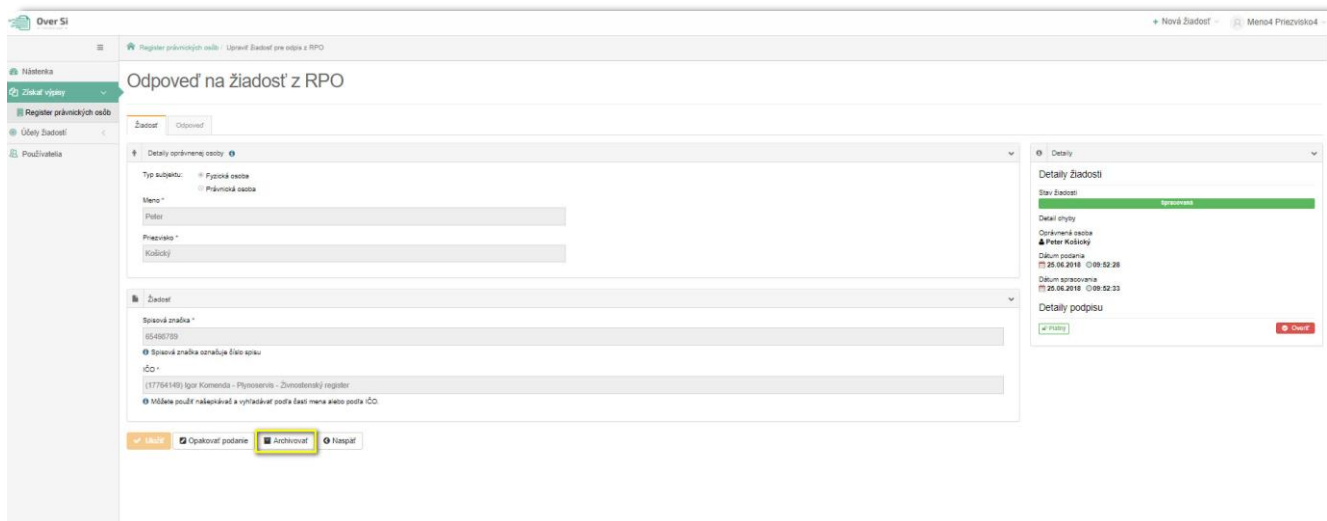 Over Si
+ Nová žiadosť
Meno4 Priezvisko4
Register právnických osôb / Upraviť žiadosť pre odpis z RPO
Nástenka
Získať výpisy
Register právnických osôb
Účely žiadostí
Používatelia
Odpoveď na žiadosť z RPO
Žiadosť Odpoveď
Detaily oprávnenej osoby
Typ subjektu: Fyzická osoba
Právnická osoba
Meno *
Peter
Priezvisko *
Košický
Žiadosť
Spisová značka *
65498789
Spisová značka označuje číslo spisu
IČO *
(17764149) Igor Komenda - Plynoservis - Živnostenský register
Môžete použiť našepkávač a vyhľadávať podľa časti mena alebo podľa IČO.
Uložiť Opakovať podanie Archivovať Naspäť
Detaily
Detaily žiadosti
Stav žiadosti
Spracovaná
Detail chyby
Oprávnená osoba
Peter Košický
Dátum podania
25.06.2018 09:52:28
Dátum spracovania
25.06.2018 09:52:33
Detaily podpisu
Platný Overiť